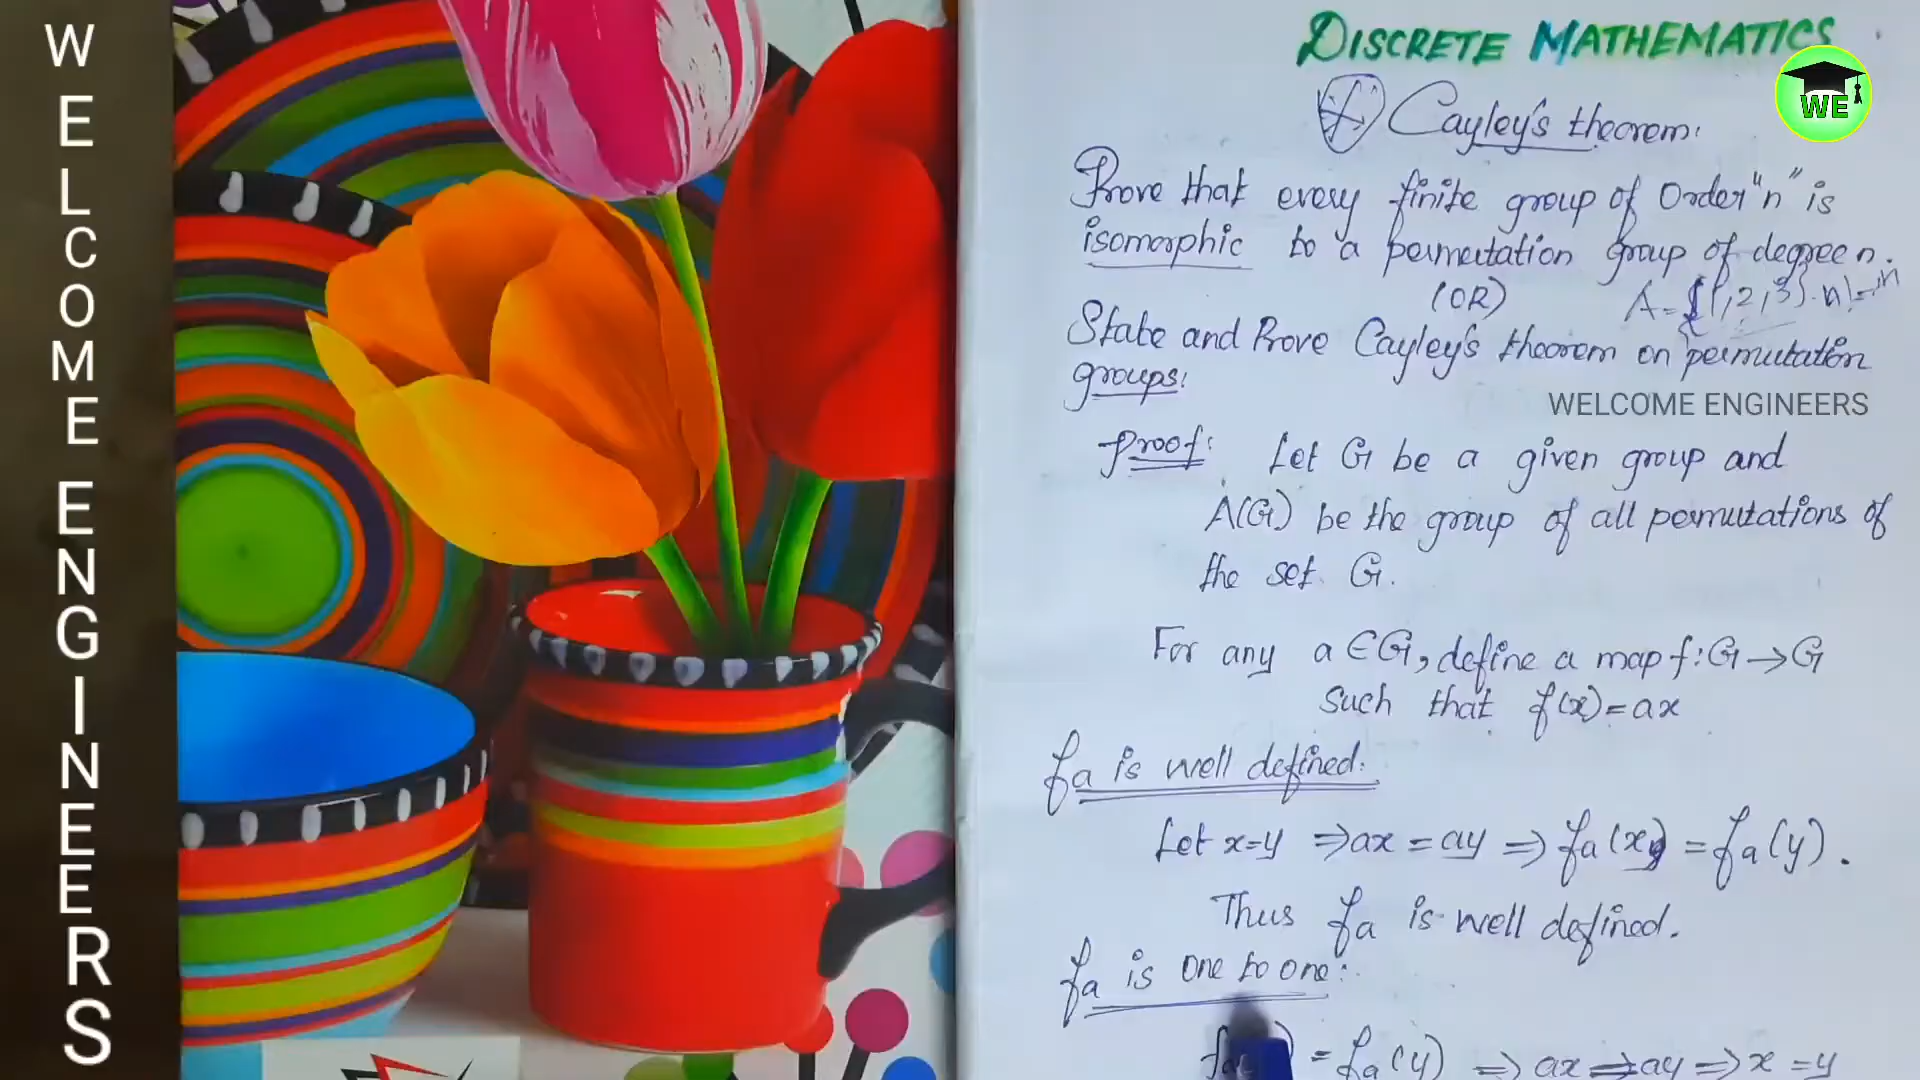 WELCOME ENGINEERS
DISCRETE MATHEMATICS
WE
Cayley's theorem:
Prove that every finite group of Order "n" is
isomorphic to a permutation group of degree n.
(OR)
State and Prove Cayley's theorem on permutation
groups:
WELCOME ENGINEERS
Proof: Let G be a given group and
A(G) be the group of all permutations of
the set G.
For any a ∈ G, define a map f: G → G
such that f(x) = ax
fa is well defined:
Let x=y ⇒ ax = ay ⇒ fa(x) = fa(y).
Thus fa is well defined.
fa is one to one:
= fa(y) ⇒ ax = ay ⇒ x = y